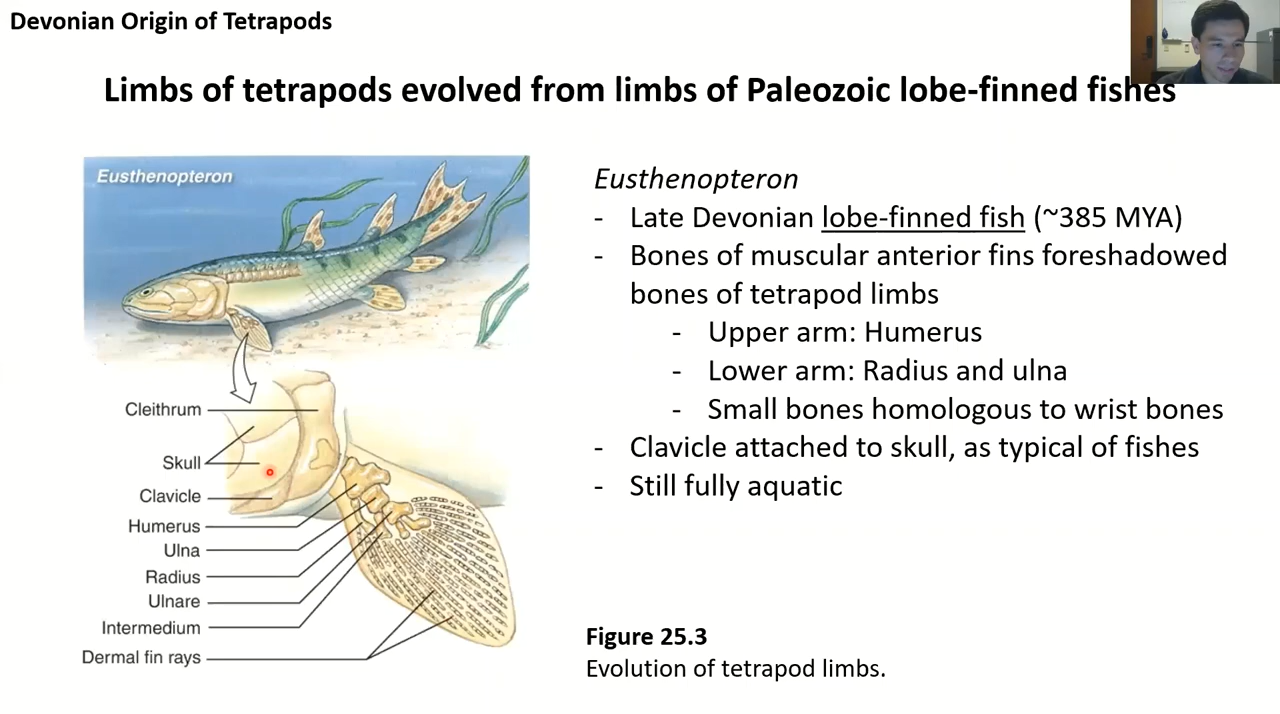 Devonian Origin of Tetrapods
Limbs of tetrapods evolved from limbs of Paleozoic lobe-finned fishes
Eusthenopteron
Cleithrum
Skull
Clavicle
Humerus
Ulna
Radius
Ulnare
Intermedium
Dermal fin rays
Eusthenopteron
- Late Devonian lobe-finned fish (~385 MYA)
- Bones of muscular anterior fins foreshadowed
bones of tetrapod limbs
- Upper arm: Humerus
- Lower arm: Radius and ulna
- Small bones homologous to wrist bones
- Clavicle attached to skull, as typical of fishes
- Still fully aquatic
Figure 25.3
Evolution of tetrapod limbs.